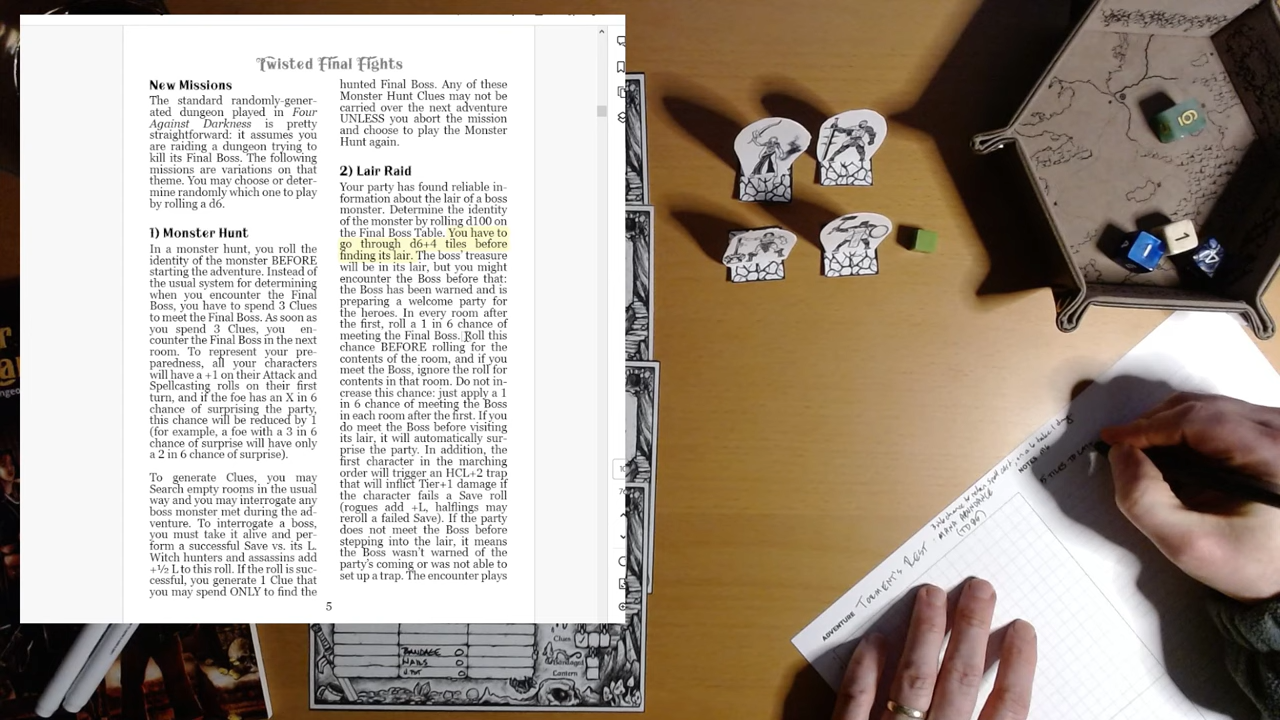 Twisted Final Fights
New Missions
The standard randomly-gener-
ated dungeon played in Four
Against Darkness is pretty
straightforward: it assumes you
are raiding a dungeon trying to
kill its Final Boss. The following
missions are variations on that
theme. You may choose or deter-
mine randomly which one to play
by rolling a d6.
1) Monster Hunt
In a monster hunt, you roll the
identity of the monster BEFORE
starting the adventure. Instead of
the usual system for determining
when you encounter the Final
Boss, you have to spend 3 Clues
to meet the Final Boss. As soon as
you spend 3 Clues, you en-
counter the Final Boss in the next
room. To represent your pre-
paredness, all your characters
will have a +1 on their Attack and
Spellcasting rolls on their first
turn, and if the foe has an X in 6
chance of surprising the party,
this chance will be reduced by 1
(for example, a foe with a 3 in 6
chance of surprise will have only
a 2 in 6 chance of surprise).
To generate Clues, you may
Search empty rooms in the usual
way and you may interrogate any
boss monster met during the ad-
venture. To interrogate a boss,
you must take it alive and per-
form a successful Save vs. its L.
Witch hunters and assassins add
+½ L to this roll. If the roll is suc-
cessful, you generate 1 Clue that
you may spend ONLY to find the
hunted Final Boss. Any of these
Monster Hunt Clues may not be
carried over the next adventure
UNLESS you abort the mission
and choose to play the Monster
Hunt again.
2) Lair Raid
Your party has found reliable in-
formation about the lair of a boss
monster. Determine the identity
of the monster by rolling d100 on
the Final Boss Table. You have to
go through d6+4 tiles before
finding its lair. The boss' treasure
will be in its lair, but you might
encounter the Boss before that:
the Boss has been warned and is
preparing a welcome party for
the heroes. In every room after
the first, roll a 1 in 6 chance of
meeting the Final Boss. Roll this
chance BEFORE rolling for the
contents of the room, and if you
meet the Boss, ignore the roll for
contents in that room. Do not in-
crease this chance: just apply a 1
in 6 chance of meeting the Boss
in each room after the first. If you
do meet the Boss before visiting
its lair, it will automatically sur-
prise the party. In addition, the
first character in the marching
order will trigger an HCL+2 trap
that will inflict Tier+1 damage if
the character fails a Save roll
(rogues add +L, halflings may
reroll a failed Save). If the party
does not meet the Boss before
stepping into the lair, it means
the Boss wasn't warned of the
party's coming or was not able to
set up a trap. The encounter plays
5
BANDAGE 0
NAILS 0
Clues
Bandaged
Lantern
6
1
ADVENTURE TORMENT'S REST
MANA ABUNDANCE
NOTES